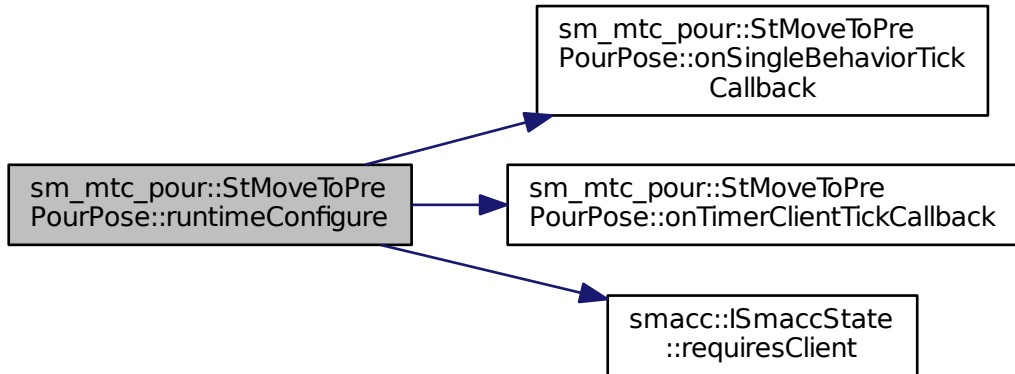 sm_mtc_pour::StMoveToPre
PourPose::runtimeConfigure
sm_mtc_pour::StMoveToPre
PourPose::onSingleBehaviorTick
Callback
sm_mtc_pour::StMoveToPre
PourPose::onTimerClientTickCallback
smacc::ISmaccState
::requiresClient